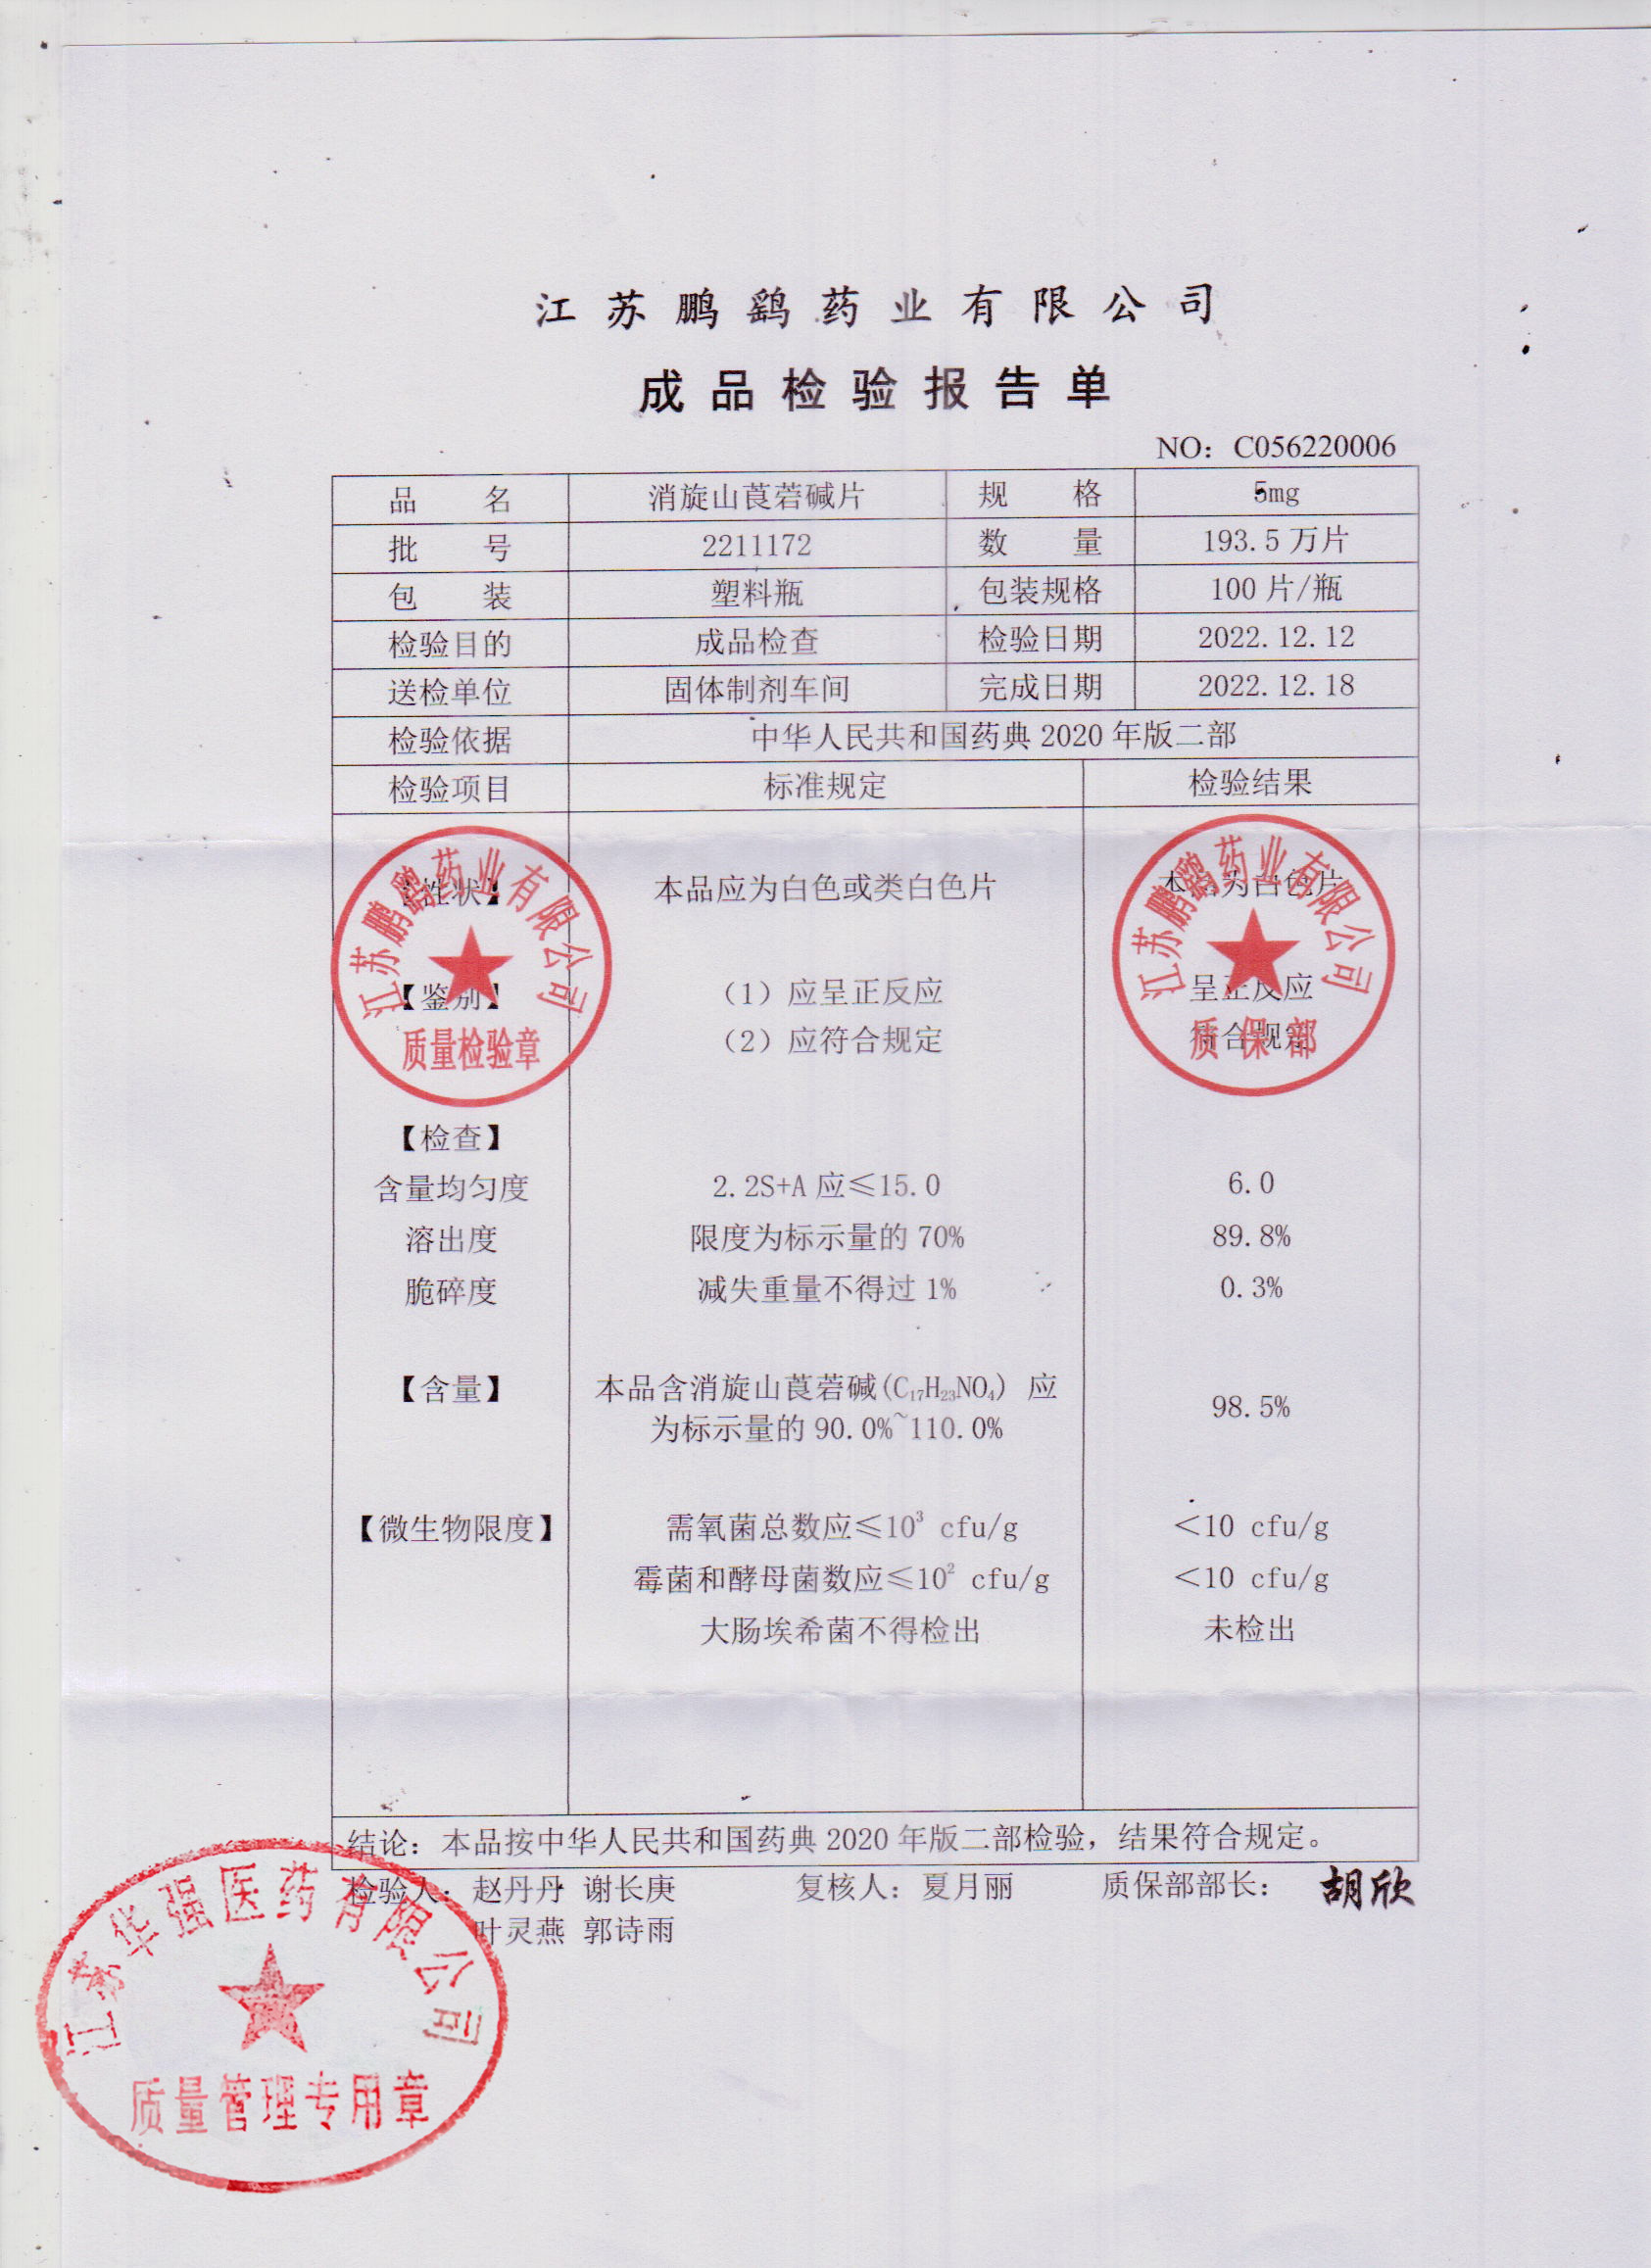 江苏鹏鹞药业有限公司
成品检验报告单
NO：C056220006
品 名 消旋山莨菪碱片 规 格 5mg
批 号 2211172 数 量 193.5万片
包 装 塑料瓶 包装规格 100片/瓶
检验目的 成品检查 检验日期 2022.12.12
送检单位 固体制剂车间 完成日期 2022.12.18
检验依据 中华人民共和国药典2020年版二部
检验项目 标准规定 检验结果
【性状】 本品应为白色或类白色片 本品为白色片
【鉴别】 （1）应呈正反应 呈正反应
（2）应符合规定 符合规定
江苏鹏鹞药业有限公司
质量检验章
江苏鹏鹞药业有限公司
质保部
【检查】
含量均匀度 2.2S+A应≤15.0 6.0
溶出度 限度为标示量的70% 89.8%
脆碎度 减失重量不得过1% 0.3%
【含量】 本品含消旋山莨菪碱(C₁₇H₂₃NO₄) 应
为标示量的90.0%~110.0% 98.5%
【微生物限度】 需氧菌总数应≤10³ cfu/g ＜10 cfu/g
霉菌和酵母菌数应≤10² cfu/g ＜10 cfu/g
大肠埃希菌不得检出 未检出
结论：本品按中华人民共和国药典2020年版二部检验，结果符合规定。
检验人：赵丹丹 谢长庚 复核人：夏月丽 质保部部长：胡欣
叶灵燕 郭诗雨
江苏华强医药有限公司
质量管理专用章